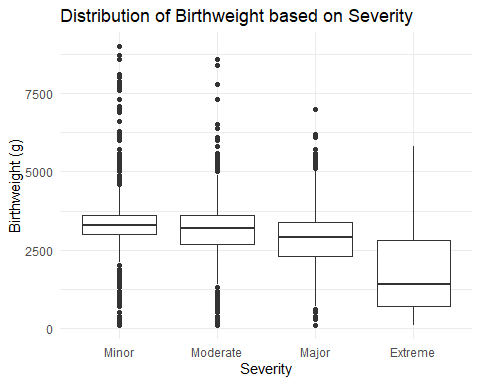 Distribution of Birthweight based on Severity
Birthweight (g)
7500
5000
2500
0
Minor Moderate Major Extreme
Severity